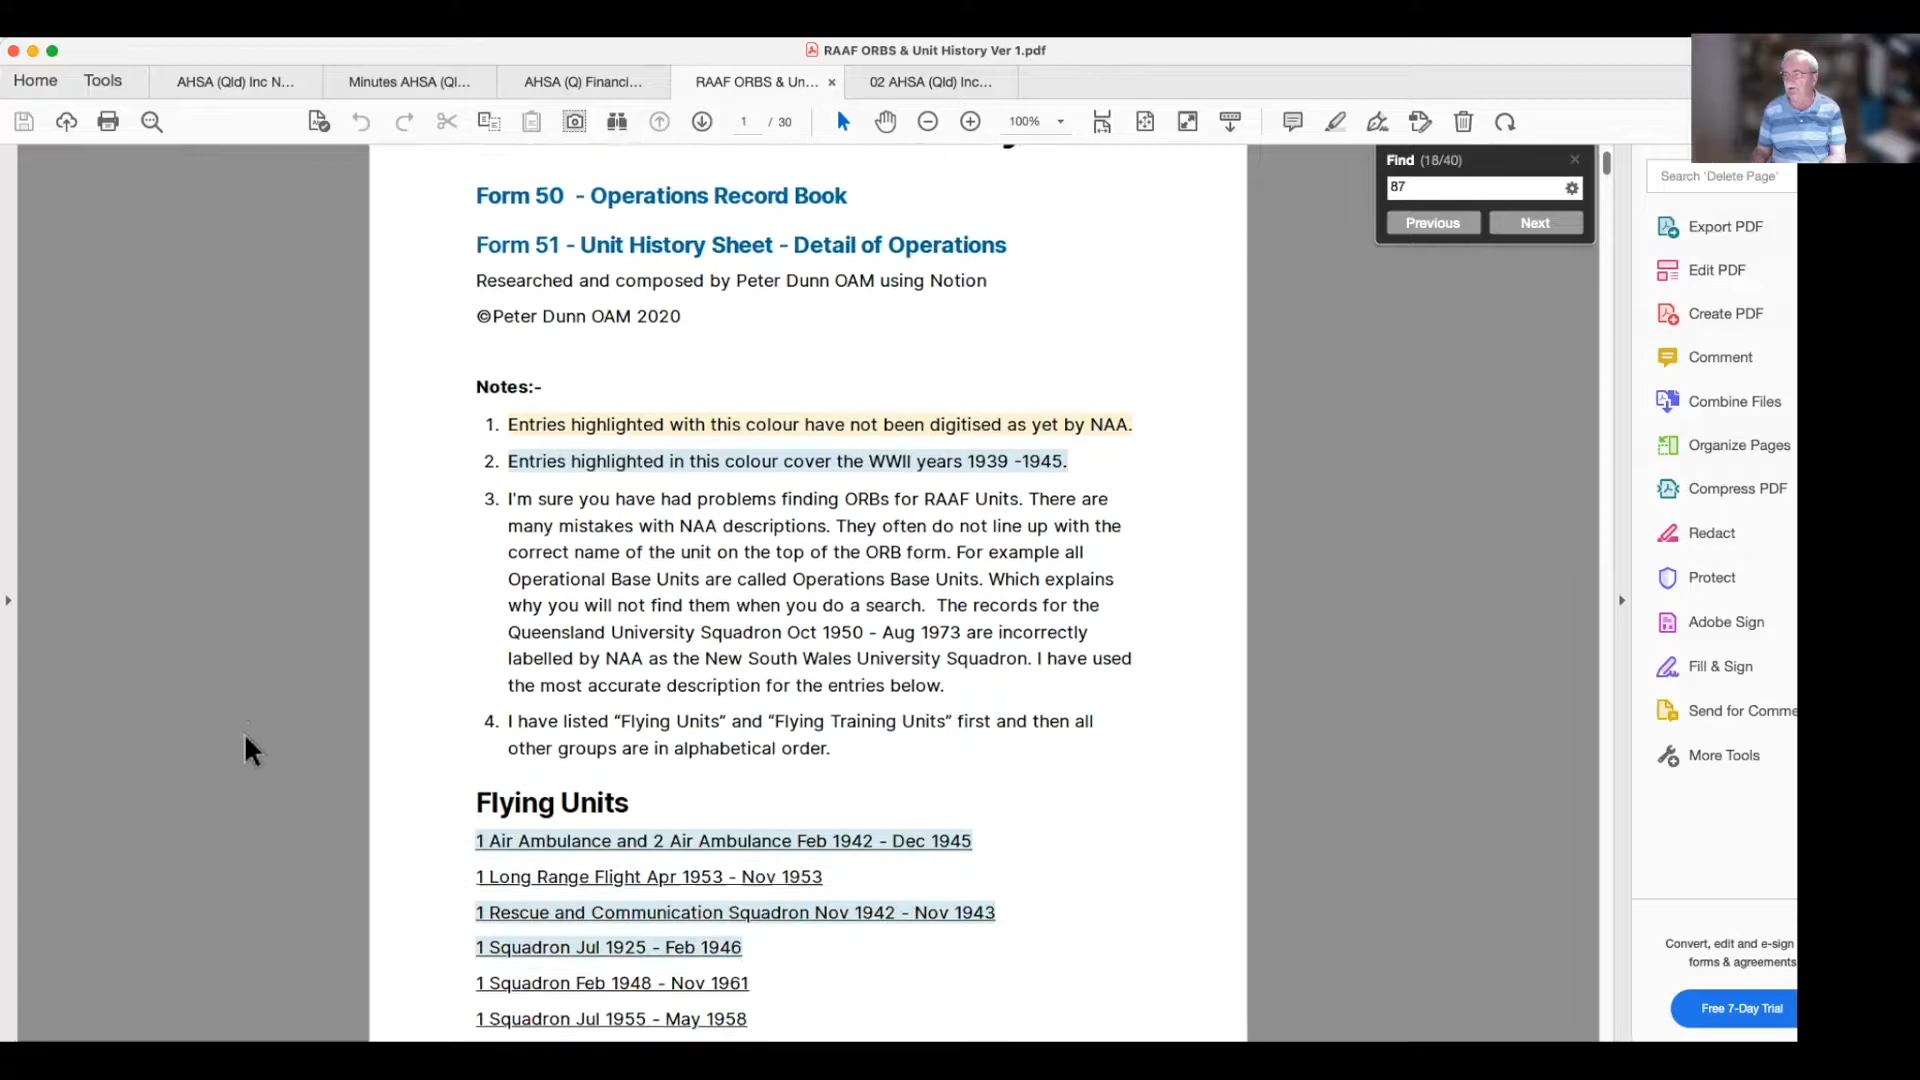 RAAF ORBS & Unit History Ver 1.pdf
Home
Tools
AHSA (Qld) Inc N...
Minutes AHSA (Ql...
AHSA (Q) Financi...
RAAF ORBS & Un...
02 AHSA (Qld) Inc...
1 / 30
100%
Find (18/40)
87
Previous
Next
Search 'Delete Page'
Form 50 - Operations Record Book
Form 51 - Unit History Sheet - Detail of Operations
Researched and composed by Peter Dunn OAM using Notion
©Peter Dunn OAM 2020
Notes:-
1. Entries highlighted with this colour have not been digitised as yet by NAA.
2. Entries highlighted in this colour cover the WWII years 1939 -1945.
3. I'm sure you have had problems finding ORBs for RAAF Units. There are
many mistakes with NAA descriptions. They often do not line up with the
correct name of the unit on the top of the ORB form. For example all
Operational Base Units are called Operations Base Units. Which explains
why you will not find them when you do a search. The records for the
Queensland University Squadron Oct 1950 - Aug 1973 are incorrectly
labelled by NAA as the New South Wales University Squadron. I have used
the most accurate description for the entries below.
4. I have listed “Flying Units” and “Flying Training Units” first and then all
other groups are in alphabetical order.
Flying Units
1 Air Ambulance and 2 Air Ambulance Feb 1942 - Dec 1945
1 Long Range Flight Apr 1953 - Nov 1953
1 Rescue and Communication Squadron Nov 1942 - Nov 1943
1 Squadron Jul 1925 - Feb 1946
1 Squadron Feb 1948 - Nov 1961
1 Squadron Jul 1955 - May 1958
Export PDF
Edit PDF
Create PDF
Comment
Combine Files
Organize Pages
Compress PDF
Redact
Protect
Adobe Sign
Fill & Sign
Send for Comme
More Tools
Convert, edit and e-sign
forms & agreements
Free 7-Day Trial